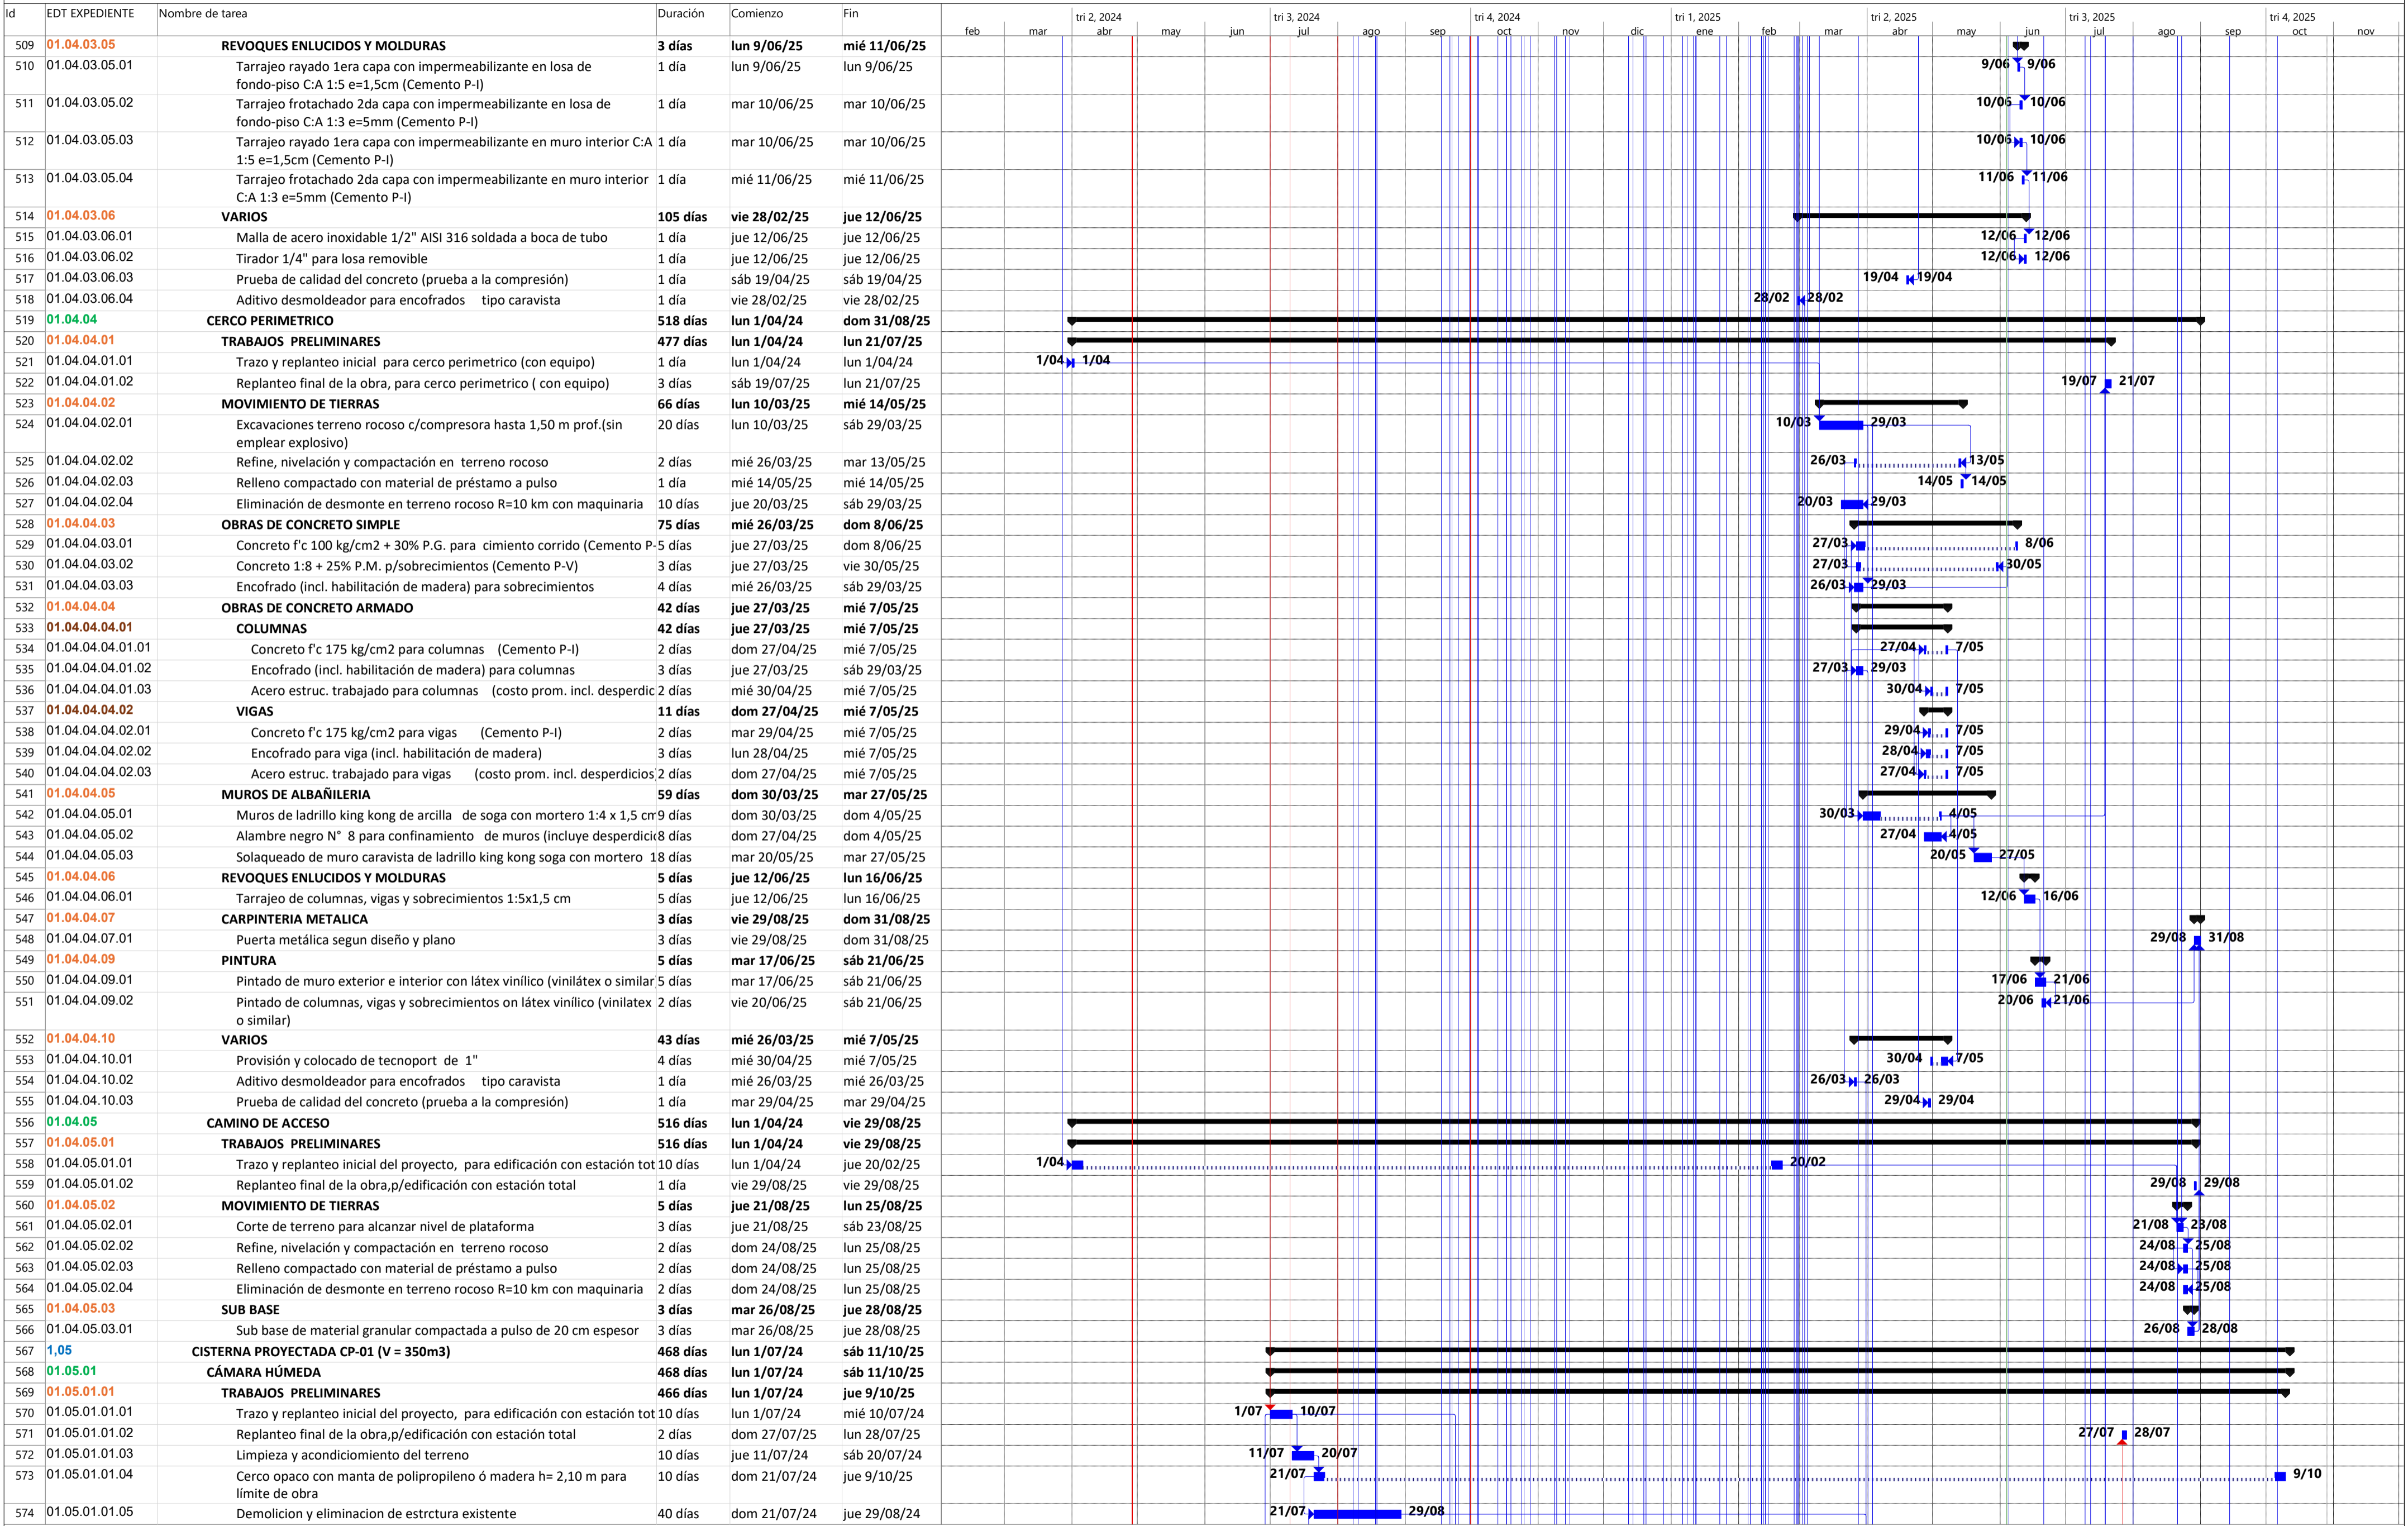 Id EDT EXPEDIENTE Nombre de tarea Duración Comienzo Fin
tri 2, 2024 tri 3, 2024 tri 4, 2024 tri 1, 2025 tri 2, 2025 tri 3, 2025 tri 4, 2025
feb mar abr may jun jul ago sep oct nov dic ene feb mar abr may jun jul ago sep oct nov
509 01.04.03.05 REVOQUES ENLUCIDOS Y MOLDURAS 3 días lun 9/06/25 mié 11/06/25
510 01.04.03.05.01 Tarrajeo rayado 1era capa con impermeabilizante en losa de 1 día lun 9/06/25 lun 9/06/25 9/06 9/06
fondo-piso C:A 1:5 e=1,5cm (Cemento P-I)
511 01.04.03.05.02 Tarrajeo frotachado 2da capa con impermeabilizante en losa de 1 día mar 10/06/25 mar 10/06/25 10/06 10/06
fondo-piso C:A 1:3 e=5mm (Cemento P-I)
512 01.04.03.05.03 Tarrajeo rayado 1era capa con impermeabilizante en muro interior C:A 1 día mar 10/06/25 mar 10/06/25 10/06 10/06
1:5 e=1,5cm (Cemento P-I)
513 01.04.03.05.04 Tarrajeo frotachado 2da capa con impermeabilizante en muro interior 1 día mié 11/06/25 mié 11/06/25 11/06 11/06
C:A 1:3 e=5mm (Cemento P-I)
514 01.04.03.06 VARIOS 105 días vie 28/02/25 jue 12/06/25
515 01.04.03.06.01 Malla de acero inoxidable 1/2" AISI 316 soldada a boca de tubo 1 día jue 12/06/25 jue 12/06/25 12/06 12/06
516 01.04.03.06.02 Tirador 1/4" para losa removible 1 día jue 12/06/25 jue 12/06/25 12/06 12/06
517 01.04.03.06.03 Prueba de calidad del concreto (prueba a la compresión) 1 día sáb 19/04/25 sáb 19/04/25 19/04 19/04
518 01.04.03.06.04 Aditivo desmoldeador para encofrados tipo caravista 1 día vie 28/02/25 vie 28/02/25 28/02 28/02
519 01.04.04 CERCO PERIMETRICO 518 días lun 1/04/24 dom 31/08/25
520 01.04.04.01 TRABAJOS PRELIMINARES 477 días lun 1/04/24 lun 21/07/25
521 01.04.04.01.01 Trazo y replanteo inicial para cerco perimetrico (con equipo) 1 día lun 1/04/24 lun 1/04/24 1/04 1/04
522 01.04.04.01.02 Replanteo final de la obra, para cerco perimetrico ( con equipo) 3 días sáb 19/07/25 lun 21/07/25 19/07 21/07
523 01.04.04.02 MOVIMIENTO DE TIERRAS 66 días lun 10/03/25 mié 14/05/25
524 01.04.04.02.01 Excavaciones terreno rocoso c/compresora hasta 1,50 m prof.(sin 20 días lun 10/03/25 sáb 29/03/25 10/03 29/03
emplear explosivo)
525 01.04.04.02.02 Refine, nivelación y compactación en terreno rocoso 2 días mié 26/03/25 mar 13/05/25 26/03 13/05
526 01.04.04.02.03 Relleno compactado con material de préstamo a pulso 1 día mié 14/05/25 mié 14/05/25 14/05 14/05
527 01.04.04.02.04 Eliminación de desmonte en terreno rocoso R=10 km con maquinaria 10 días jue 20/03/25 sáb 29/03/25 20/03 29/03
528 01.04.04.03 OBRAS DE CONCRETO SIMPLE 75 días mié 26/03/25 dom 8/06/25
529 01.04.04.03.01 Concreto f'c 100 kg/cm2 + 30% P.G. para cimiento corrido (Cemento P- 5 días jue 27/03/25 dom 8/06/25 27/03 8/06
530 01.04.04.03.02 Concreto 1:8 + 25% P.M. p/sobrecimientos (Cemento P-V) 3 días jue 27/03/25 vie 30/05/25 27/03 30/05
531 01.04.04.03.03 Encofrado (incl. habilitación de madera) para sobrecimientos 4 días mié 26/03/25 sáb 29/03/25 26/03 29/03
532 01.04.04.04 OBRAS DE CONCRETO ARMADO 42 días jue 27/03/25 mié 7/05/25
533 01.04.04.04.01 COLUMNAS 42 días jue 27/03/25 mié 7/05/25
534 01.04.04.04.01.01 Concreto f'c 175 kg/cm2 para columnas (Cemento P-I) 2 días dom 27/04/25 mié 7/05/25 27/04 7/05
535 01.04.04.04.01.02 Encofrado (incl. habilitación de madera) para columnas 3 días jue 27/03/25 sáb 29/03/25 27/03 29/03
536 01.04.04.04.01.03 Acero estruc. trabajado para columnas (costo prom. incl. desperdic 2 días mié 30/04/25 mié 7/05/25 30/04 7/05
537 01.04.04.04.02 VIGAS 11 días dom 27/04/25 mié 7/05/25
538 01.04.04.04.02.01 Concreto f'c 175 kg/cm2 para vigas (Cemento P-I) 2 días mar 29/04/25 mié 7/05/25 29/04 7/05
539 01.04.04.04.02.02 Encofrado para viga (incl. habilitación de madera) 3 días lun 28/04/25 mié 7/05/25 28/04 7/05
540 01.04.04.04.02.03 Acero estruc. trabajado para vigas (costo prom. incl. desperdicios 2 días dom 27/04/25 mié 7/05/25 27/04 7/05
541 01.04.04.05 MUROS DE ALBAÑILERIA 59 días dom 30/03/25 mar 27/05/25
542 01.04.04.05.01 Muros de ladrillo king kong de arcilla de soga con mortero 1:4 x 1,5 cm 9 días dom 30/03/25 dom 4/05/25 30/03 4/05
543 01.04.04.05.02 Alambre negro N° 8 para confinamiento de muros (incluye desperdici 8 días dom 27/04/25 dom 4/05/25 27/04 4/05
544 01.04.04.05.03 Solaqueado de muro caravista de ladrillo king kong soga con mortero 1 8 días mar 20/05/25 mar 27/05/25 20/05 27/05
545 01.04.04.06 REVOQUES ENLUCIDOS Y MOLDURAS 5 días jue 12/06/25 lun 16/06/25
546 01.04.04.06.01 Tarrajeo de columnas, vigas y sobrecimientos 1:5x1,5 cm 5 días jue 12/06/25 lun 16/06/25 12/06 16/06
547 01.04.04.07 CARPINTERIA METALICA 3 días vie 29/08/25 dom 31/08/25
548 01.04.04.07.01 Puerta metálica segun diseño y plano 3 días vie 29/08/25 dom 31/08/25 29/08 31/08
549 01.04.04.09 PINTURA 5 días mar 17/06/25 sáb 21/06/25
550 01.04.04.09.01 Pintado de muro exterior e interior con látex vinílico (vinilátex o similar 5 días mar 17/06/25 sáb 21/06/25 17/06 21/06
551 01.04.04.09.02 Pintado de columnas, vigas y sobrecimientos on látex vinílico (vinilatex 2 días vie 20/06/25 sáb 21/06/25 20/06 21/06
o similar)
552 01.04.04.10 VARIOS 43 días mié 26/03/25 mié 7/05/25
553 01.04.04.10.01 Provisión y colocado de tecnoport de 1" 4 días mié 30/04/25 mié 7/05/25 30/04 7/05
554 01.04.04.10.02 Aditivo desmoldeador para encofrados tipo caravista 1 día mié 26/03/25 mié 26/03/25 26/03 26/03
555 01.04.04.10.03 Prueba de calidad del concreto (prueba a la compresión) 1 día mar 29/04/25 mar 29/04/25 29/04 29/04
556 01.04.05 CAMINO DE ACCESO 516 días lun 1/04/24 vie 29/08/25
557 01.04.05.01 TRABAJOS PRELIMINARES 516 días lun 1/04/24 vie 29/08/25
558 01.04.05.01.01 Trazo y replanteo inicial del proyecto, para edificación con estación tot 10 días lun 1/04/24 jue 20/02/25 1/04 20/02
559 01.04.05.01.02 Replanteo final de la obra,p/edificación con estación total 1 día vie 29/08/25 vie 29/08/25 29/08 29/08
560 01.04.05.02 MOVIMIENTO DE TIERRAS 5 días jue 21/08/25 lun 25/08/25
561 01.04.05.02.01 Corte de terreno para alcanzar nivel de plataforma 3 días jue 21/08/25 sáb 23/08/25 21/08 23/08
562 01.04.05.02.02 Refine, nivelación y compactación en terreno rocoso 2 días dom 24/08/25 lun 25/08/25 24/08 25/08
563 01.04.05.02.03 Relleno compactado con material de préstamo a pulso 2 días dom 24/08/25 lun 25/08/25 24/08 25/08
564 01.04.05.02.04 Eliminación de desmonte en terreno rocoso R=10 km con maquinaria 2 días dom 24/08/25 lun 25/08/25 24/08 25/08
565 01.04.05.03 SUB BASE 3 días mar 26/08/25 jue 28/08/25
566 01.04.05.03.01 Sub base de material granular compactada a pulso de 20 cm espesor 3 días mar 26/08/25 jue 28/08/25 26/08 28/08
567 1,05 CISTERNA PROYECTADA CP-01 (V = 350m3) 468 días lun 1/07/24 sáb 11/10/25
568 01.05.01 CÁMARA HÚMEDA 468 días lun 1/07/24 sáb 11/10/25
569 01.05.01.01 TRABAJOS PRELIMINARES 466 días lun 1/07/24 jue 9/10/25
570 01.05.01.01.01 Trazo y replanteo inicial del proyecto, para edificación con estación tot 10 días lun 1/07/24 mié 10/07/24 1/07 10/07
571 01.05.01.01.02 Replanteo final de la obra,p/edificación con estación total 2 días dom 27/07/25 lun 28/07/25 27/07 28/07
572 01.05.01.01.03 Limpieza y acondiciomiento del terreno 10 días jue 11/07/24 sáb 20/07/24 11/07 20/07
573 01.05.01.01.04 Cerco opaco con manta de polipropileno ó madera h= 2,10 m para 10 días dom 21/07/24 jue 9/10/25 21/07 9/10
límite de obra
574 01.05.01.01.05 Demolicion y eliminacion de estrctura existente 40 días dom 21/07/24 jue 29/08/24 21/07 29/08